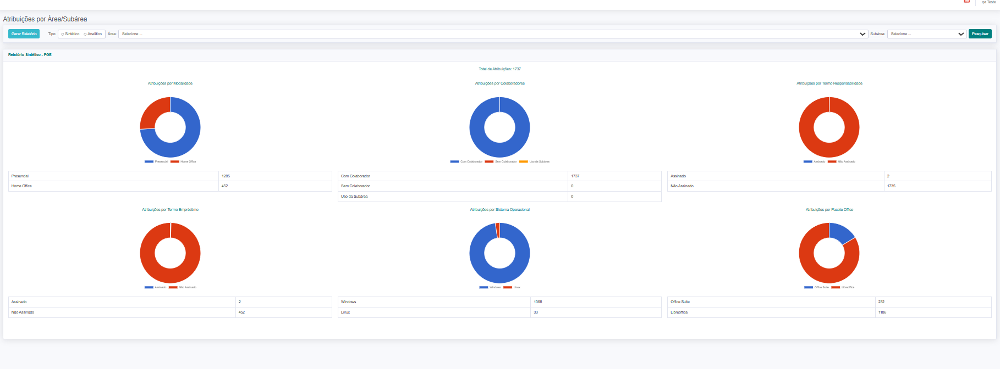 qa Teste
Atribuições por Área/Subárea
Gerar Relatório Tipo: Sintético Analítico Área: Selecione ... Subárea: Selecione ... Pesquisar
Relatório Sintético - PGE
Total de Atribuições: 1737
Atribuições por Modalidade
Presencial Home Office
Presencial 1285
Home Office 452
Atribuições por Colaboradores
Com Colaborador Sem Colaborador Uso da Subárea
Com Colaborador 1737
Sem Colaborador 0
Uso da Subárea 0
Atribuições por Termo Responsabilidade
Assinado Não Assinado
Assinado 2
Não Assinado 1735
Atribuições por Termo Empréstimo
Assinado Não Assinado
Assinado 2
Não Assinado 452
Atribuições por Sistema Operacional
Windows Linux
Windows 1368
Linux 33
Atribuições por Pacote Office
Office Suite Libreoffice
Office Suite 232
Libreoffice 1186